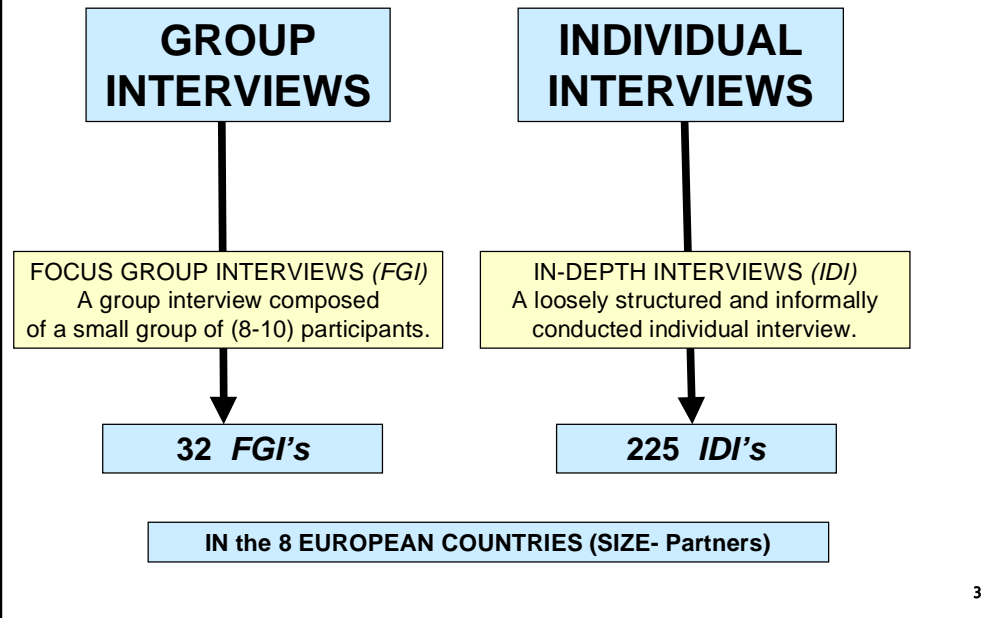 GROUP
INTERVIEWS
FOCUS GROUP INTERVIEWS (FGI)
A group interview composed
of a small group of (8-10) participants.
32 FGI's
INDIVIDUAL
INTERVIEWS
IN-DEPTH INTERVIEWS (IDI)
A loosely structured and informally
conducted individual interview.
225 IDI's
IN the 8 EUROPEAN COUNTRIES (SIZE- Partners)
3